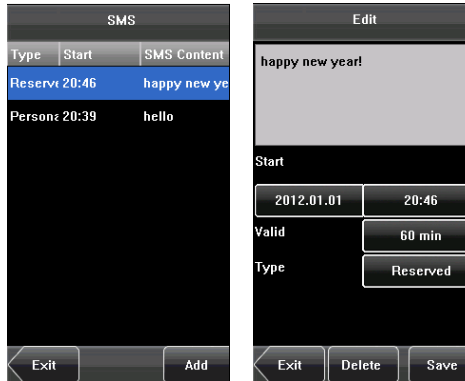 SMS
Type Start SMS Content
Reserve 20:46 happy new ye
Persona 20:39 hello
Exit Add
Edit
happy new year!
Start
2012.01.01 20:46
Valid 60 min
Type Reserved
Exit Delete Save